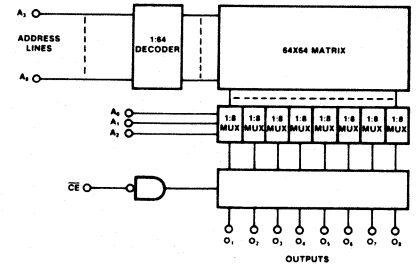 A₃
ADDRESS
LINES
A₈
1:64
DECODER
64X64 MATRIX
A₀
A₁
A₂
1:8
MUX
1:8
MUX
1:8
MUX
1:8
MUX
1:8
MUX
1:8
MUX
1:8
MUX
1:8
MUX
C̅E̅
O₁ O₂ O₃ O₄ O₅ O₆ O₇ O₈
OUTPUTS